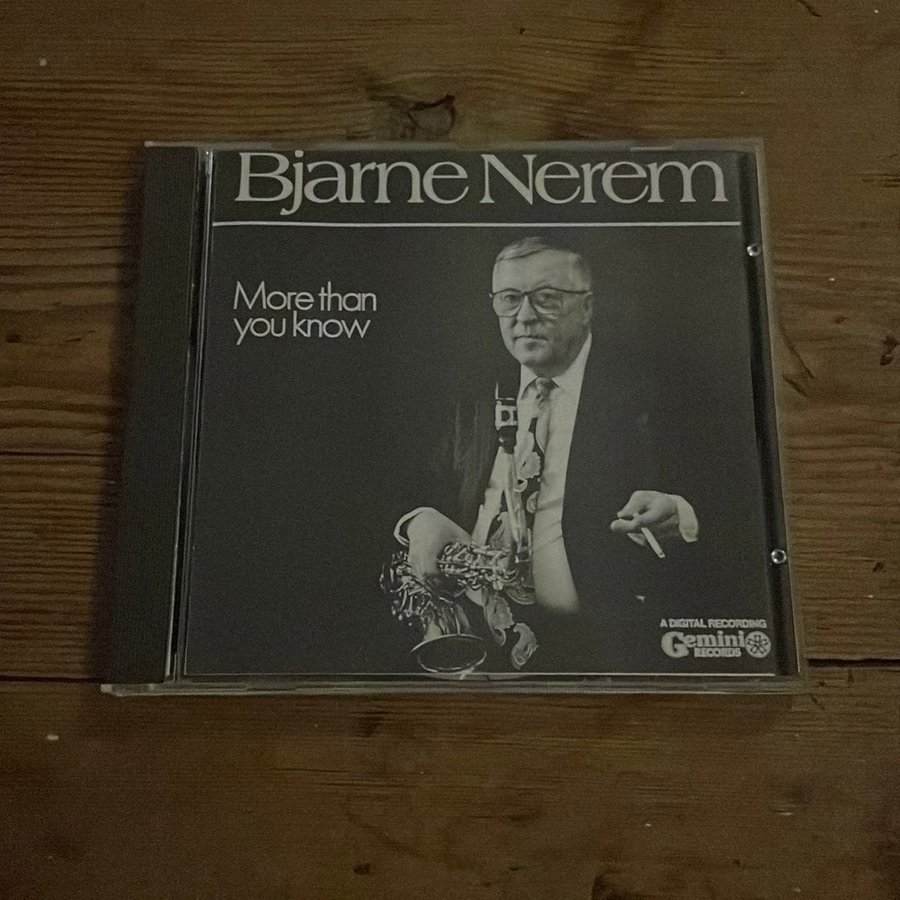 Bjarne Nerem
More than
you know
A DIGITAL RECORDING
Gemini
RECORDS